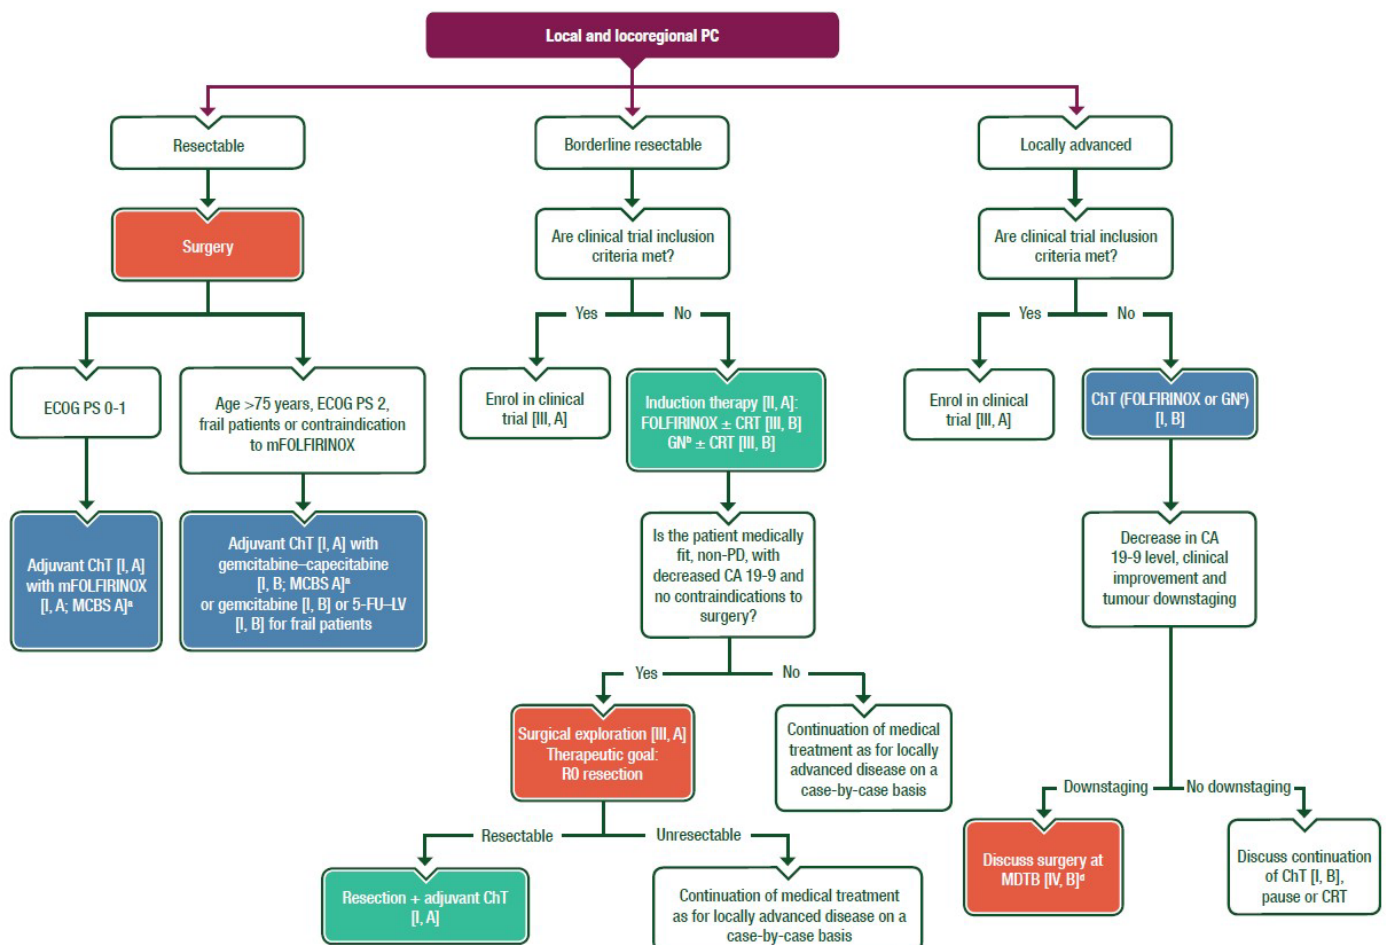 Local and locoregional PC
Resectable
Borderline resectable
Locally advanced
Surgery
Are clinical trial inclusion
criteria met?
Are clinical trial inclusion
criteria met?
Yes
No
Yes
No
ECOG PS 0-1
Age >75 years, ECOG PS 2,
frail patients or contraindication
to mFOLFIRINOX
Enrol in clinical
trial [III, A]
Induction therapy [II, A]:
FOLFIRINOX ± CRT [III, B]
GNᵇ ± CRT [III, B]
Enrol in clinical
trial [III, A]
ChT (FOLFIRINOX or GNᶜ)
[I, B]
Adjuvant ChT [I, A]
with mFOLFIRINOX
[I, A; MCBS A]ᵃ
Adjuvant ChT [I, A] with
gemcitabine–capecitabine
[I, B; MCBS A]ᵃ
or gemcitabine [I, B] or 5-FU–LV
[I, B] for frail patients
Is the patient medically
fit, non-PD, with
decreased CA 19-9 and
no contraindications to
surgery?
Decrease in CA
19-9 level, clinical
improvement and
tumour downstaging
Yes
No
Surgical exploration [III, A]
Therapeutic goal:
R0 resection
Continuation of medical
treatment as for locally
advanced disease on a
case-by-case basis
Downstaging
No downstaging
Resectable
Unresectable
Discuss surgery at
MDTB [IV, B]ᵈ
Discuss continuation
of ChT [I, B],
pause or CRT
Resection + adjuvant ChT
[I, A]
Continuation of medical treatment
as for locally advanced disease on a
case-by-case basis